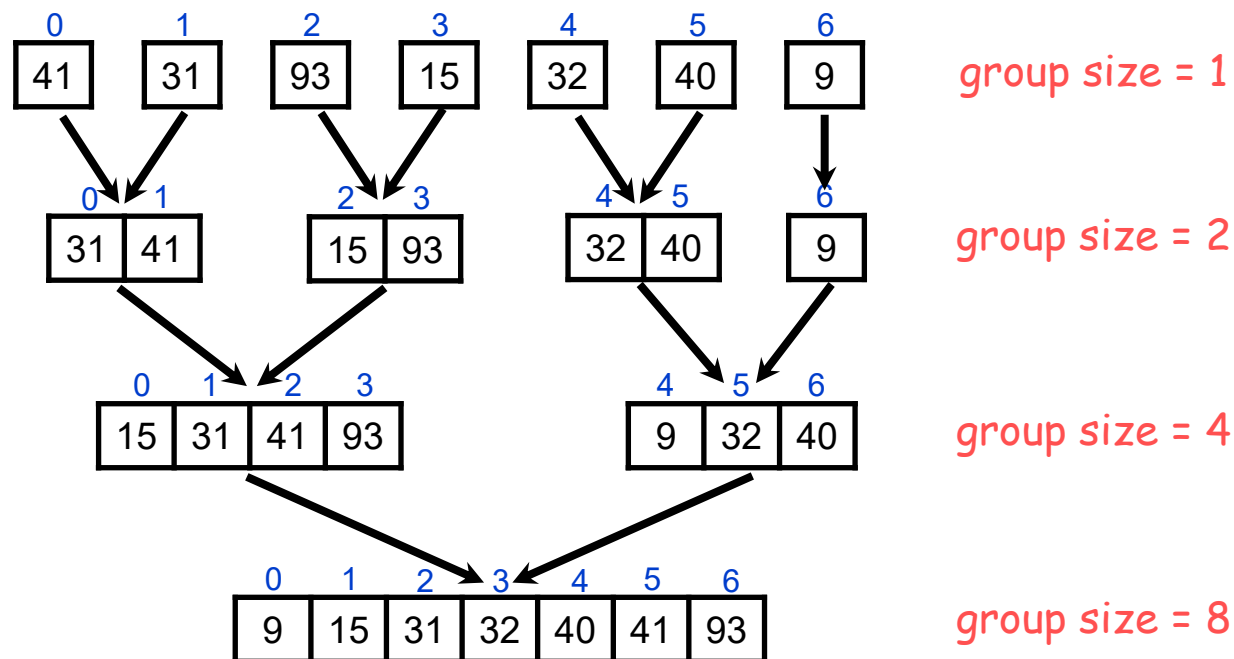 0 1 2 3 4 5 6
41 31 93 15 32 40 9 group size = 1
0 1 2 3 4 5 6
31 41 15 93 32 40 9 group size = 2
0 1 2 3 4 5 6
15 31 41 93 9 32 40 group size = 4
0 1 2 3 4 5 6
9 15 31 32 40 41 93 group size = 8